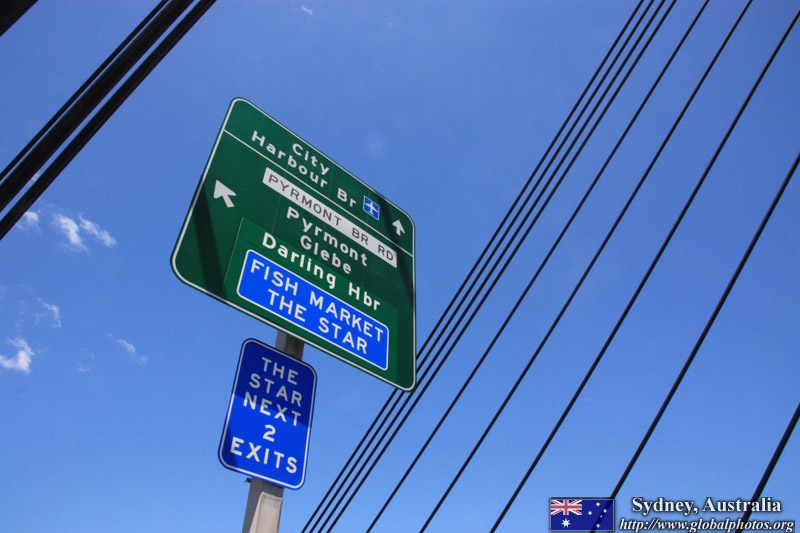 City
Harbour Br
PYRMONT BR RD
Pyrmont
Glebe
Darling Hbr
FISH MARKET
THE STAR
THE
STAR
NEXT
2
EXITS
Sydney, Australia
http://www.globalphotos.org